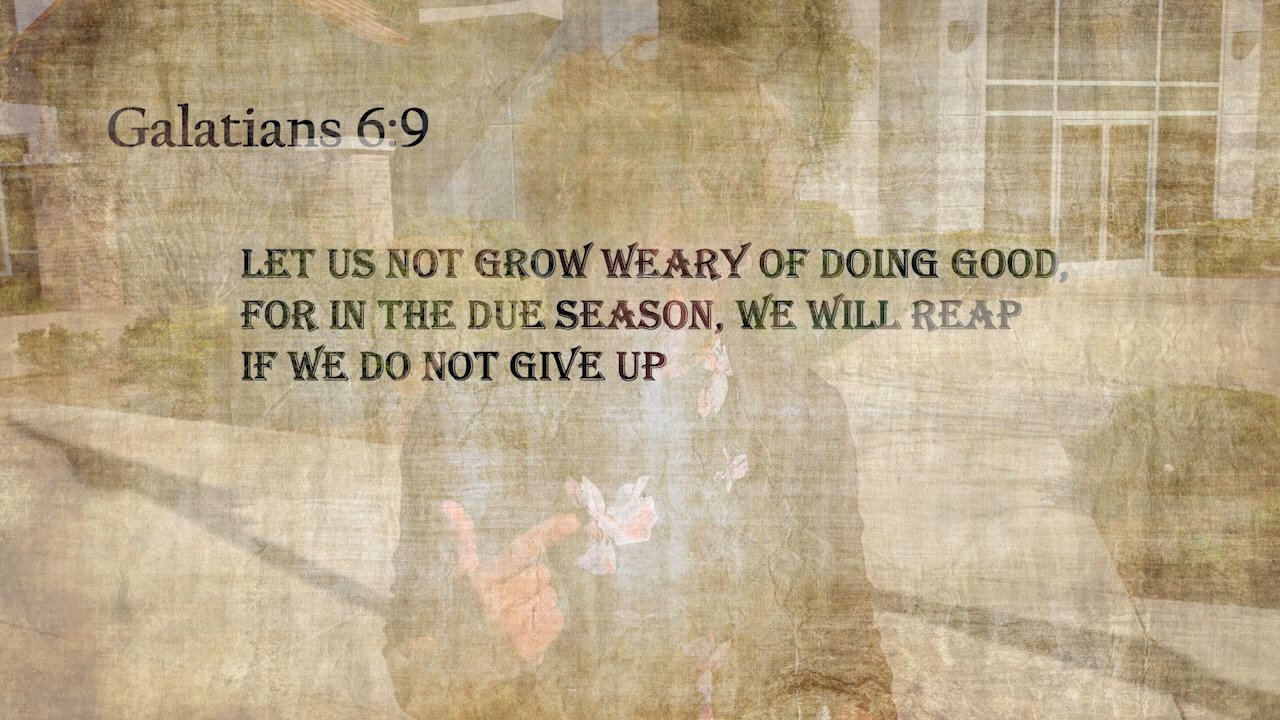 Galatians 6:9
LET US NOT GROW WEARY OF DOING GOOD,
FOR IN THE DUE SEASON, WE WILL REAP
IF WE DO NOT GIVE UP